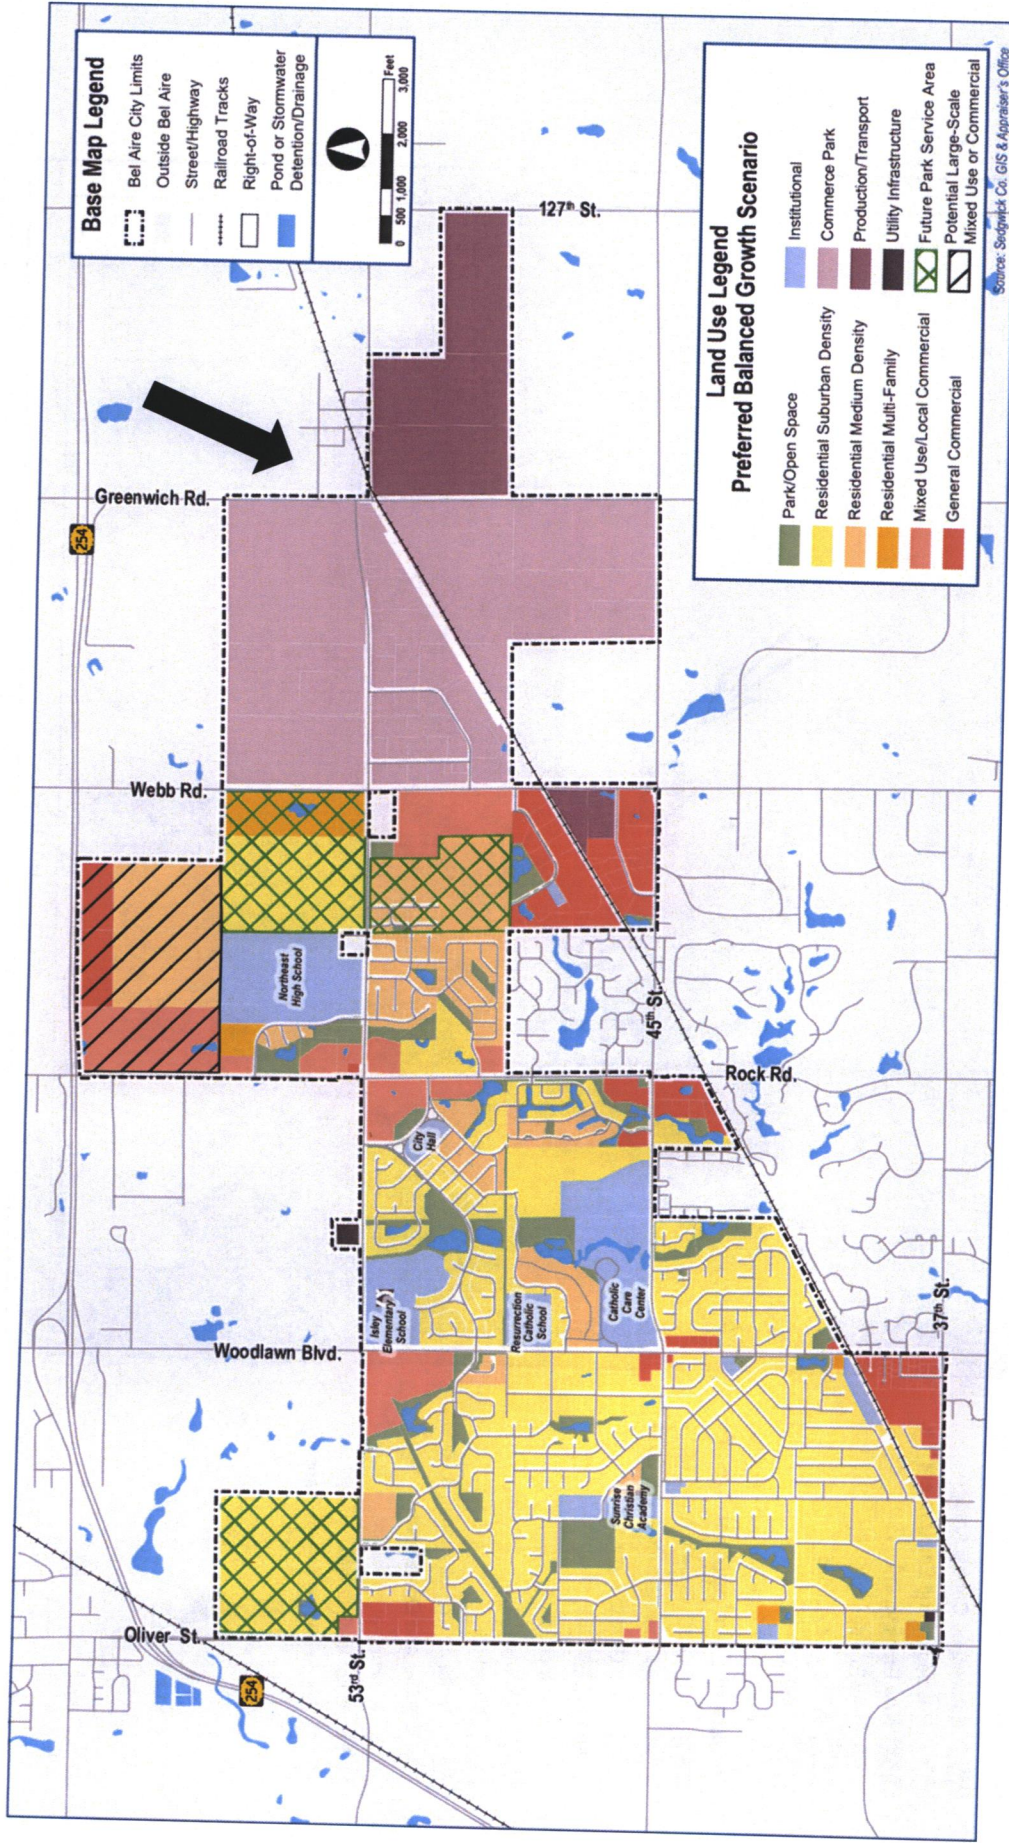 Base Map Legend
Bel Aire City Limits
Outside Bel Aire
Street/Highway
Railroad Tracks
Right-of-Way
Pond or Stormwater
Detention/Drainage
0 500 1,000 2,000 3,000
Feet
Land Use Legend
Preferred Balanced Growth Scenario
Park/Open Space
Residential Suburban Density
Residential Medium Density
Residential Multi-Family
Mixed Use/Local Commercial
General Commercial
Institutional
Commerce Park
Production/Transport
Utility Infrastructure
Future Park Service Area
Potential Large-Scale
Mixed Use or Commercial
Source: Sedgwick Co. GIS & Appraiser's Office
254
254
Oliver St.
Woodlawn Blvd.
Rock Rd.
Webb Rd.
Greenwich Rd.
127th St.
53rd St.
45th St.
37th St.
Northeast
High School
City
Hall
Isley
Elementary
School
Resurrection
Catholic
School
Catholic
Care
Center
Sunrise
Christian
Academy